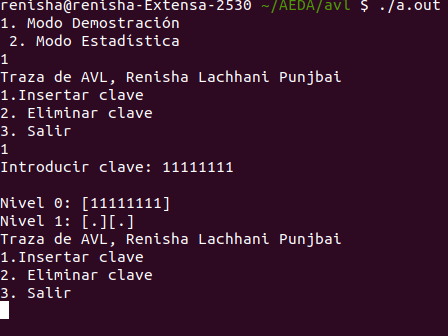 renisha@renisha-Extensa-2530 ~/AEDA/avl $ ./a.out
1. Modo Demostración
 2. Modo Estadística
1
Traza de AVL, Renisha Lachhani Punjbai
1.Insertar clave
2. Eliminar clave
3. Salir
1
Introducir clave: 11111111

Nivel 0: [11111111]
Nivel 1: [.][.]
Traza de AVL, Renisha Lachhani Punjbai
1.Insertar clave
2. Eliminar clave
3. Salir